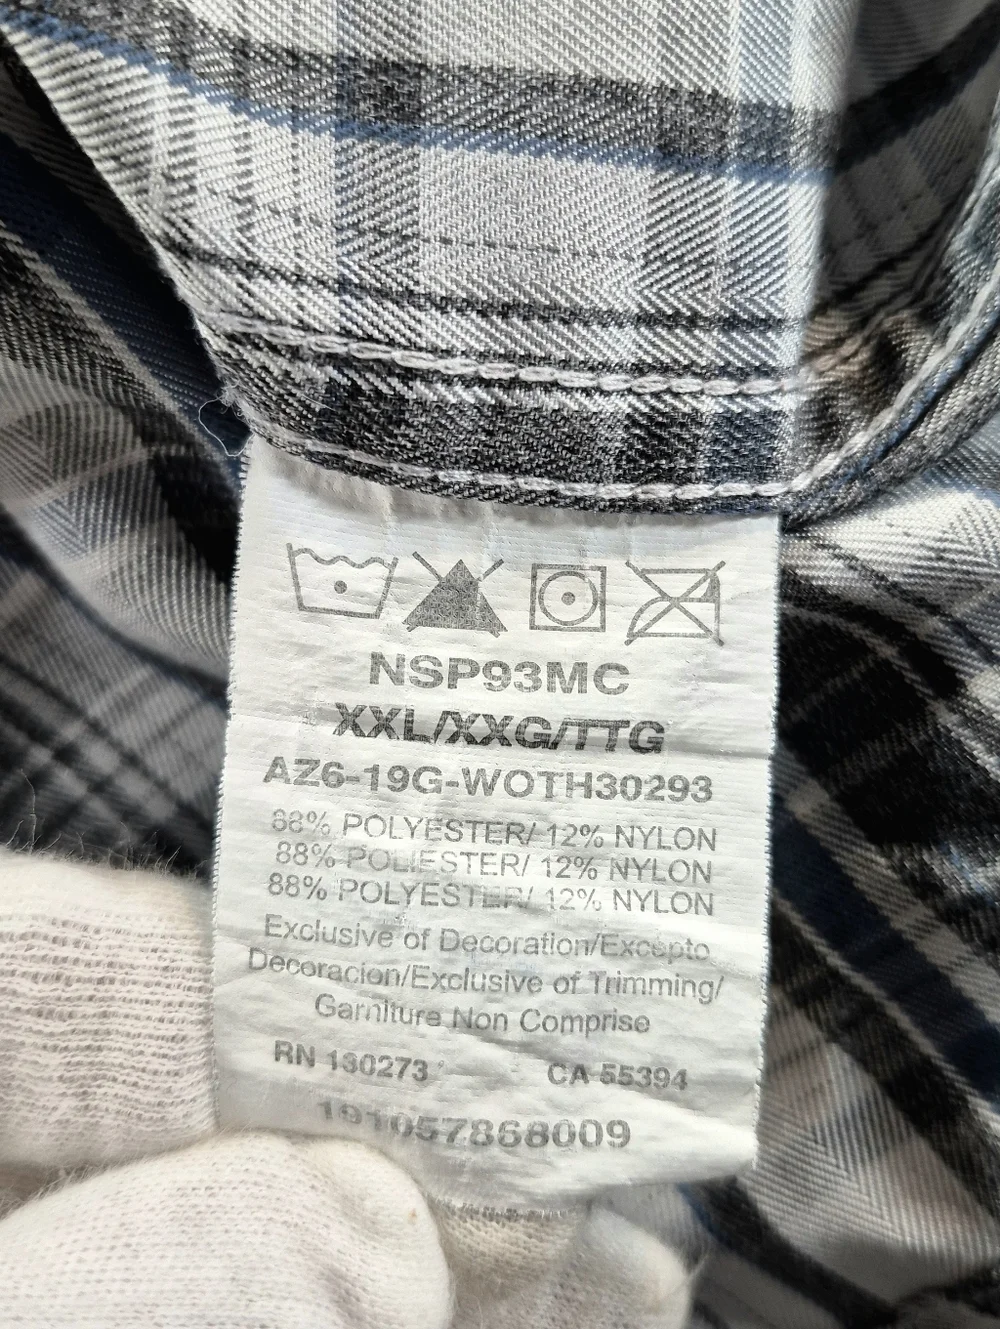 NSP93MC
XXL/XXG/TTG
AZ6-19G-WOTH30293
88% POLYESTER/ 12% NYLON
88% POLIESTER/ 12% NYLON
88% POLYESTER/ 12% NYLON
Exclusive of Decoration/Excepto
Decoracion/Exclusive of Trimming/
Garniture Non Comprise
RN 130273 CA 55394
191057868009